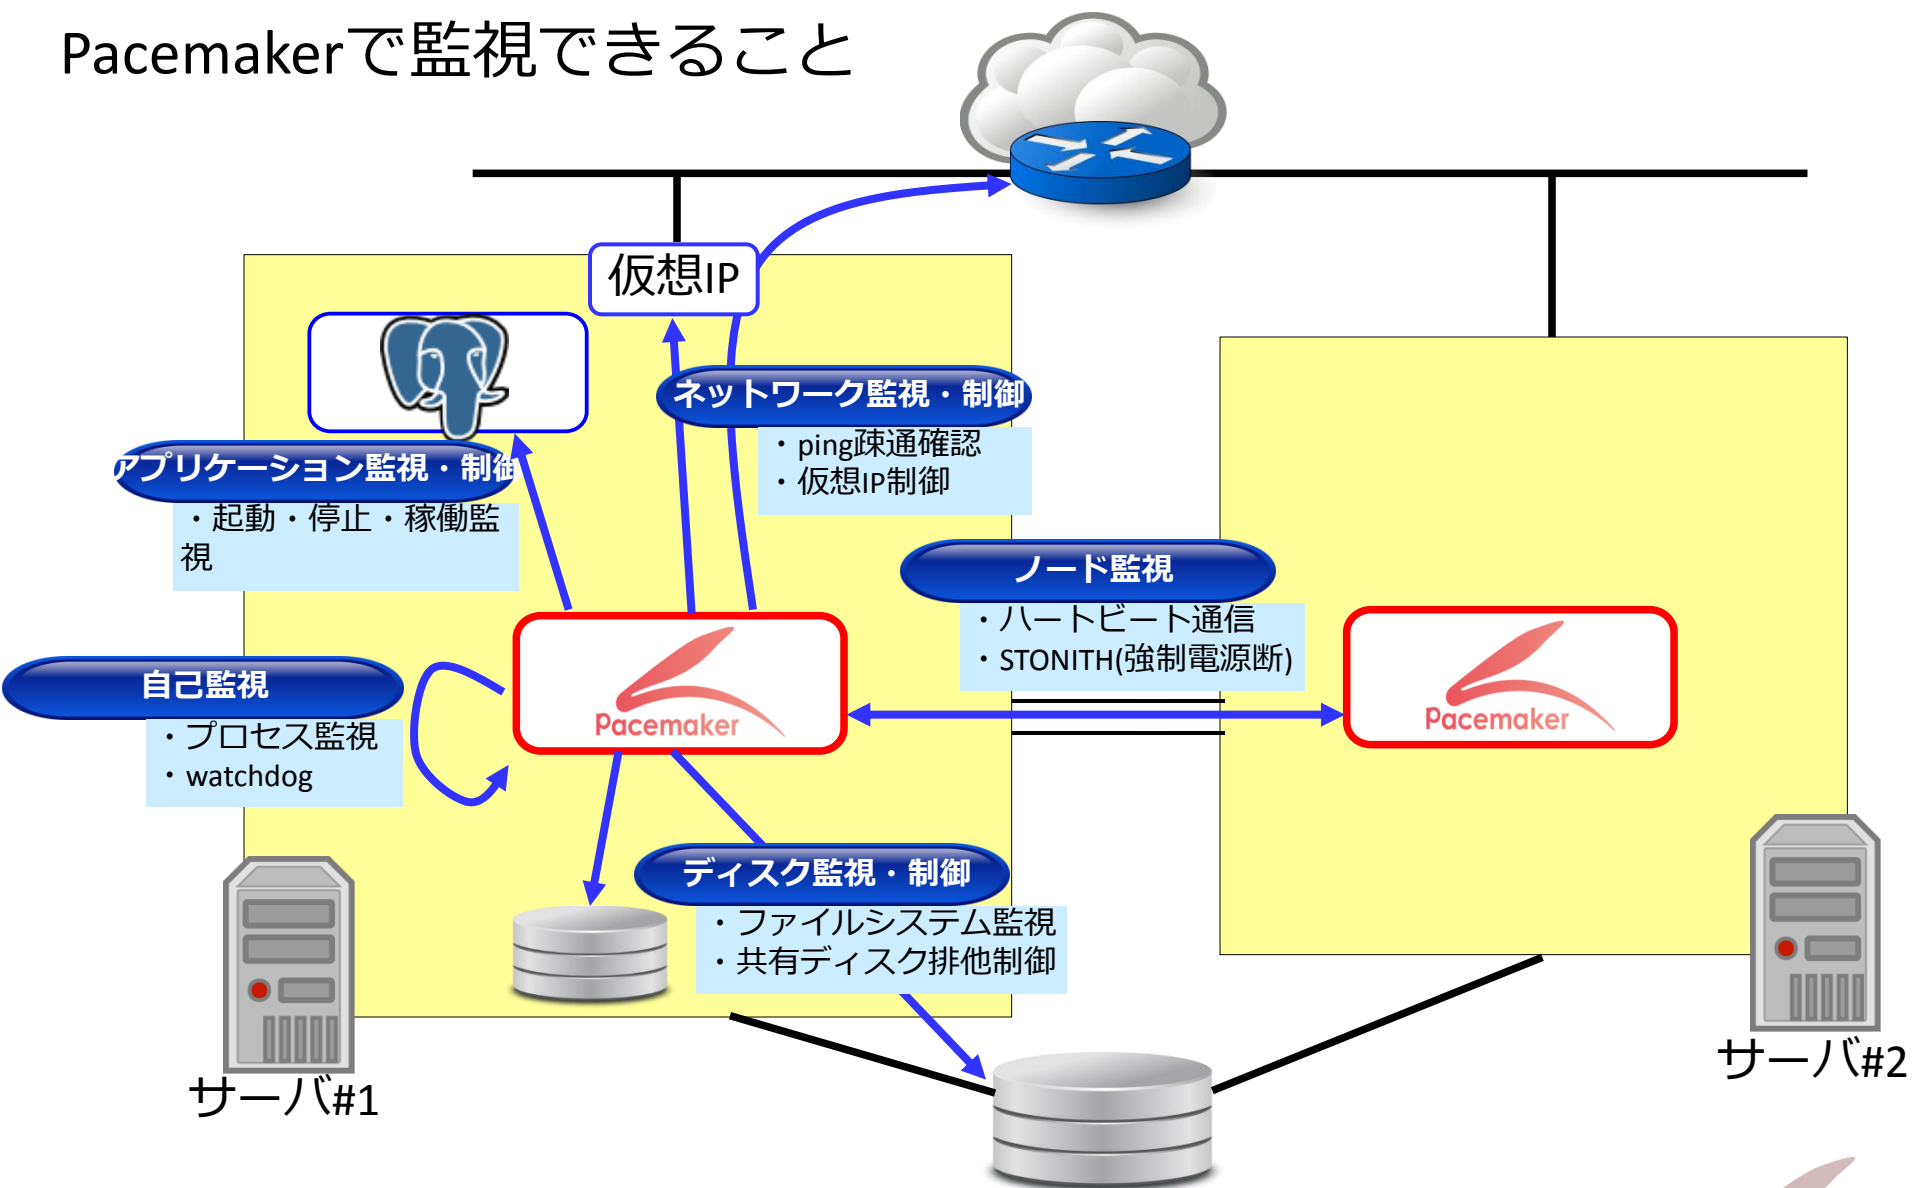 Pacemakerで監視できること
仮想IP
ネットワーク監視・制御
・ping疎通確認
・仮想IP制御
アプリケーション監視・制御
・起動・停止・稼働監
視
ノード監視
・ハートビート通信
・STONITH(強制電源断)
自己監視
・プロセス監視
・watchdog
Pacemaker
Pacemaker
ディスク監視・制御
・ファイルシステム監視
・共有ディスク排他制御
サーバ#1
サーバ#2